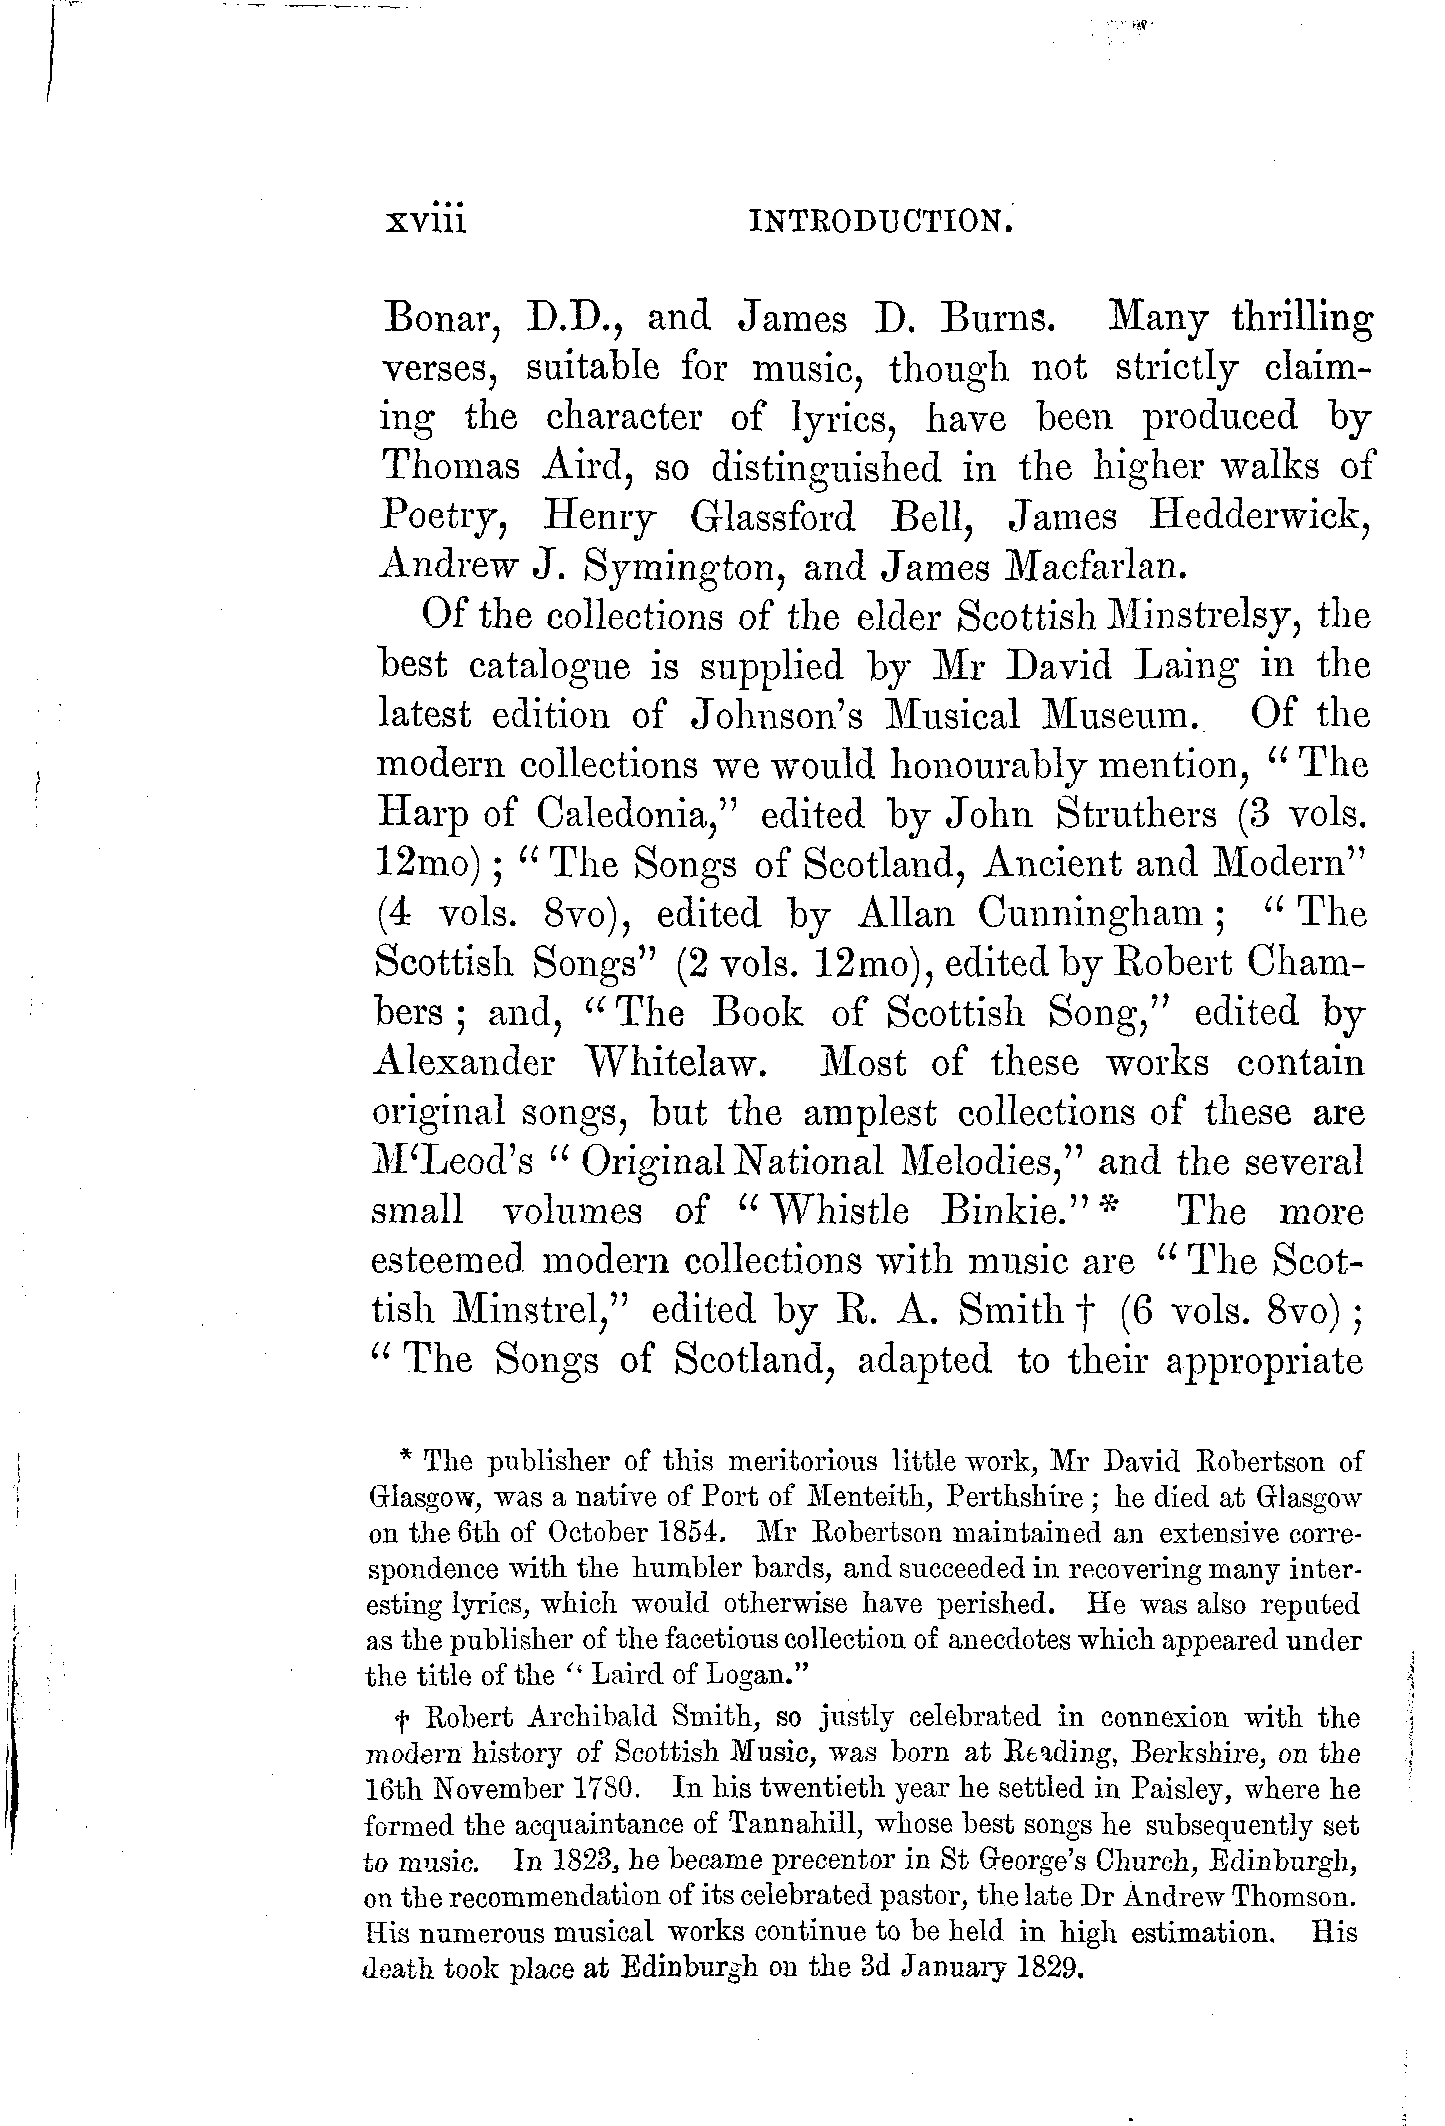 xviii INTRODUCTION.
Bonar, D.D., and James D. Burns. Many thrilling
verses, suitable for music, though not strictly claim-
ing the character of lyrics, have been produced by
Thomas Aird, so distinguished in the higher walks of
Poetry, Henry Glassford Bell, James Hedderwick,
Andrew J. Symington, and James Macfarlan.
Of the collections of the elder Scottish Minstrelsy, the
best catalogue is supplied by Mr David Laing in the
latest edition of Johnson's Musical Museum. Of the
modern collections we would honourably mention, "The
Harp of Caledonia," edited by John Struthers (3 vols.
12mo); "The Songs of Scotland, Ancient and Modern"
(4 vols. 8vo), edited by Allan Cunningham; "The
Scottish Songs" (2 vols. 12mo), edited by Robert Cham-
bers; and, "The Book of Scottish Song," edited by
Alexander Whitelaw. Most of these works contain
original songs, but the amplest collections of these are
M‘Leod's "Original National Melodies," and the several
small volumes of "Whistle Binkie."* The more
esteemed modern collections with music are "The Scot-
tish Minstrel," edited by R. A. Smith † (6 vols. 8vo);
"The Songs of Scotland, adapted to their appropriate
* The publisher of this meritorious little work, Mr David Robertson of
Glasgow, was a native of Port of Menteith, Perthshire; he died at Glasgow
on the 6th of October 1854. Mr Robertson maintained an extensive corre-
spondence with the humbler bards, and succeeded in recovering many inter-
esting lyrics, which would otherwise have perished. He was also reputed
as the publisher of the facetious collection of anecdotes which appeared under
the title of the "Laird of Logan."
† Robert Archibald Smith, so justly celebrated in connexion with the
modern history of Scottish Music, was born at Reading, Berkshire, on the
16th November 1780. In his twentieth year he settled in Paisley, where he
formed the acquaintance of Tannahill, whose best songs he subsequently set
to music. In 1823, he became precentor in St George's Church, Edinburgh,
on the recommendation of its celebrated pastor, the late Dr Andrew Thomson.
His numerous musical works continue to be held in high estimation. His
death took place at Edinburgh on the 3d January 1829.